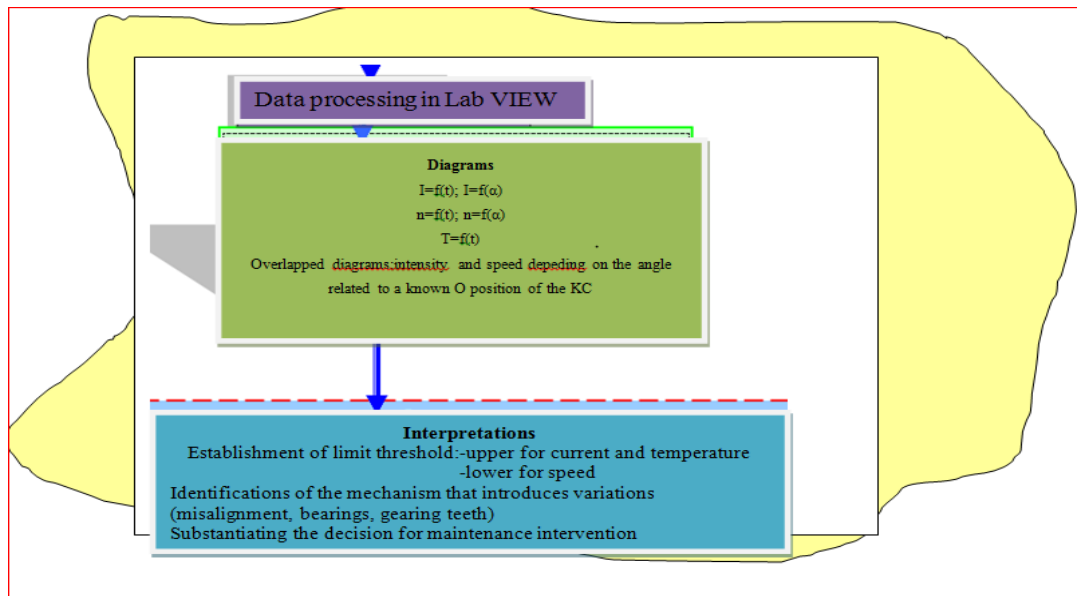 Data processing in Lab VIEW
Diagrams
I=f(t); I=f(α)
n=f(t); n=f(α)
T=f(t)
Overlapped diagrams:intensity and speed depeding on the angle
related to a known O position of the KC
Interpretations
Establishment of limit threshold:-upper for current and temperature
-lower for speed
Identifications of the mechanism that introduces variations
(misalignment, bearings, gearing teeth)
Substantiating the decision for maintenance intervention